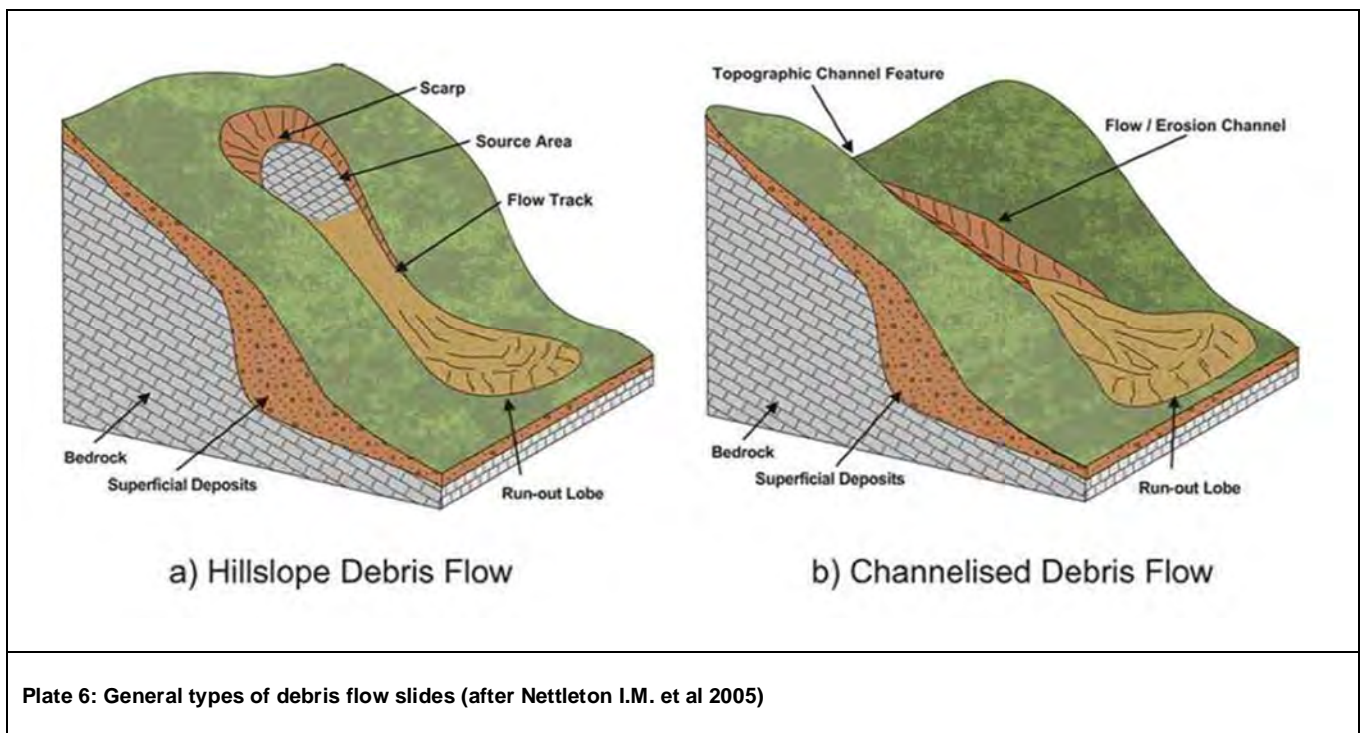 Scarp
Source Area
Flow Track
Bedrock
Superficial Deposits
Run-out Lobe
a) Hillslope Debris Flow
Topographic Channel Feature
Flow / Erosion Channel
Bedrock
Superficial Deposits
Run-out Lobe
b) Channelised Debris Flow
Plate 6: General types of debris flow slides (after Nettleton I.M. et al 2005)